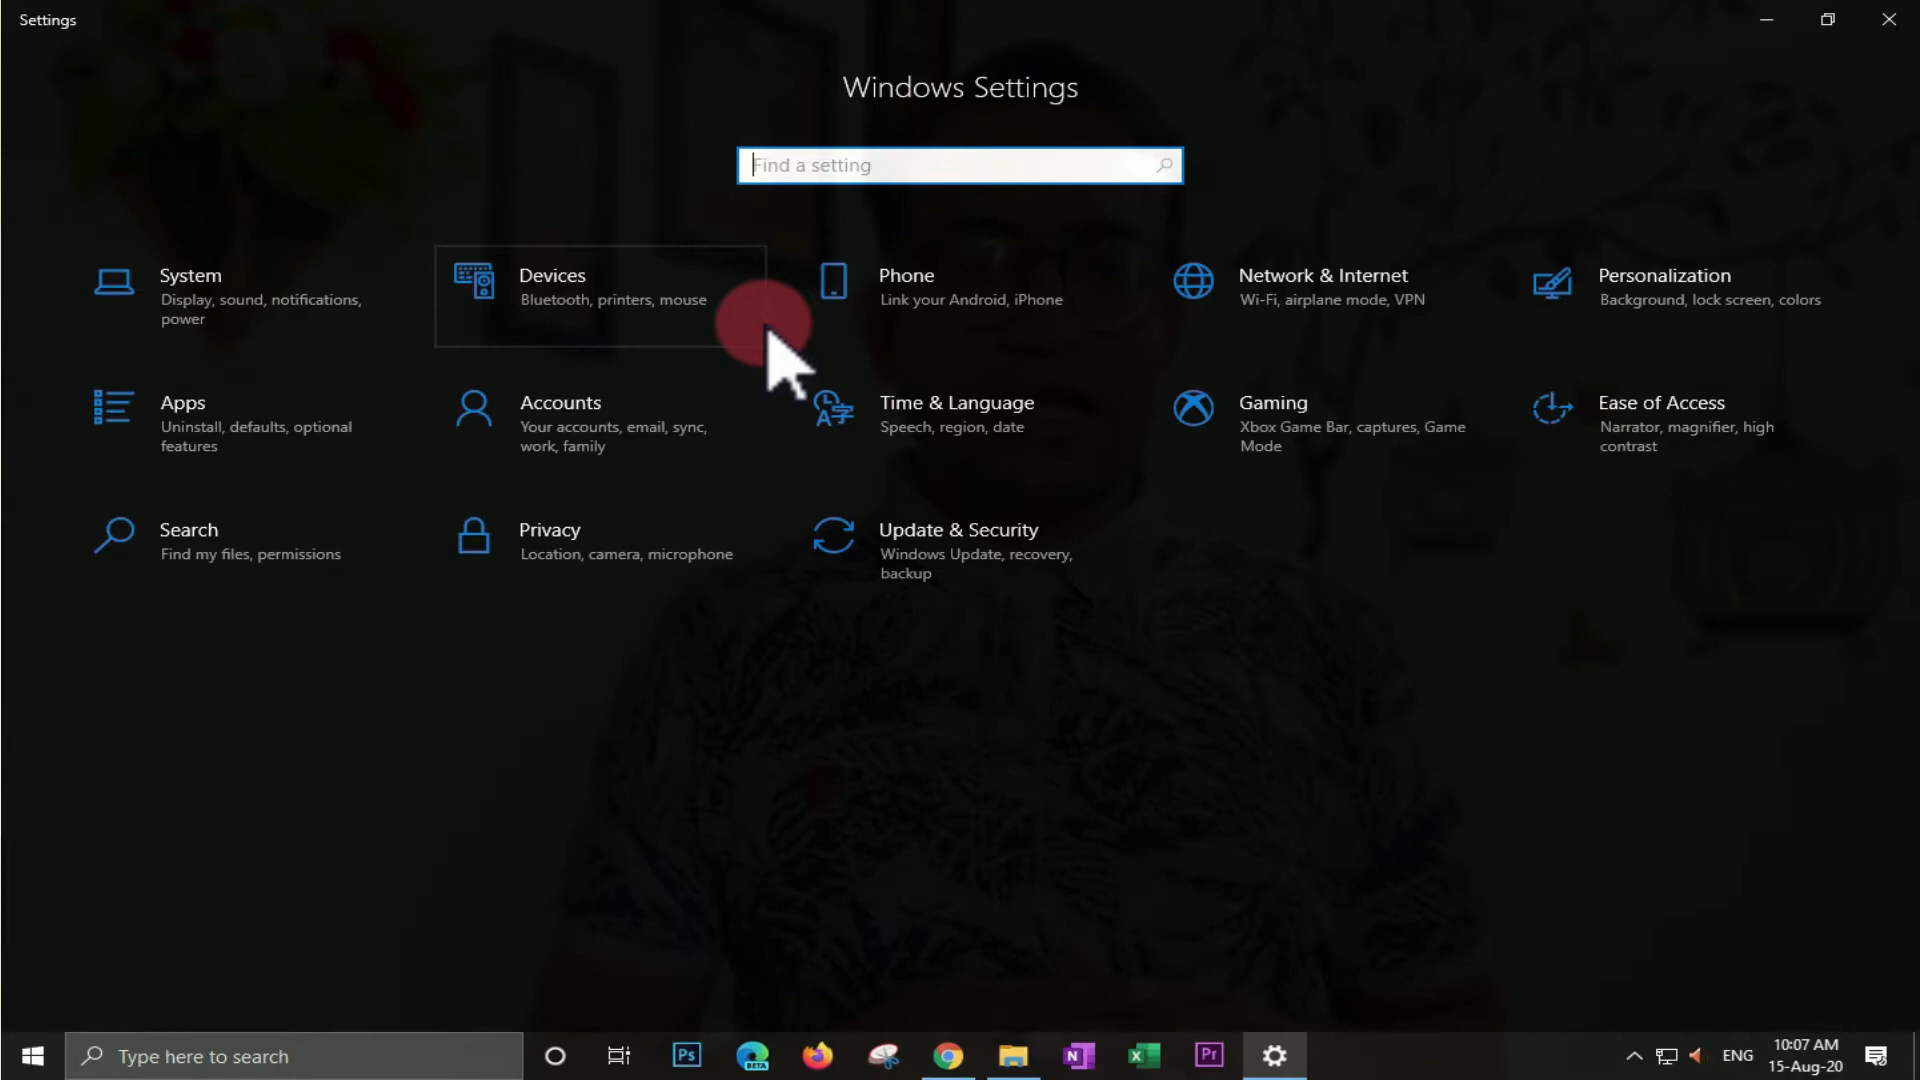 Settings
Windows Settings
Find a setting
System
Display, sound, notifications,
power
Devices
Bluetooth, printers, mouse
Phone
Link your Android, iPhone
Network & Internet
Wi-Fi, airplane mode, VPN
Personalization
Background, lock screen, colors
Apps
Uninstall, defaults, optional
features
Accounts
Your accounts, email, sync,
work, family
Time & Language
Speech, region, date
Gaming
Xbox Game Bar, captures, Game
Mode
Ease of Access
Narrator, magnifier, high
contrast
Search
Find my files, permissions
Privacy
Location, camera, microphone
Update & Security
Windows Update, recovery,
backup
Type here to search
Ps
BETA
N
X
Pr
ENG
10:07 AM
15-Aug-20